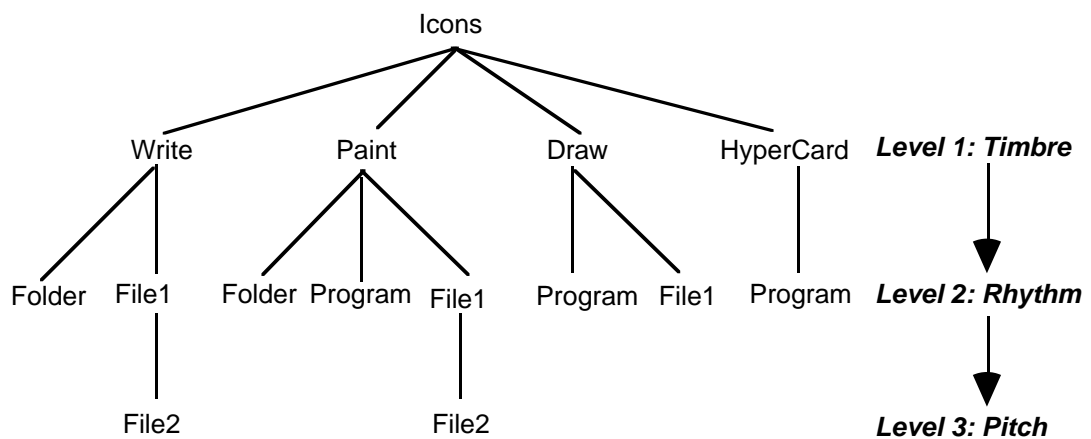 Icons
Write Paint Draw HyperCard Level 1: Timbre
Folder File1 Folder Program File1 Program File1 Program Level 2: Rhythm
File2 File2 Level 3: Pitch